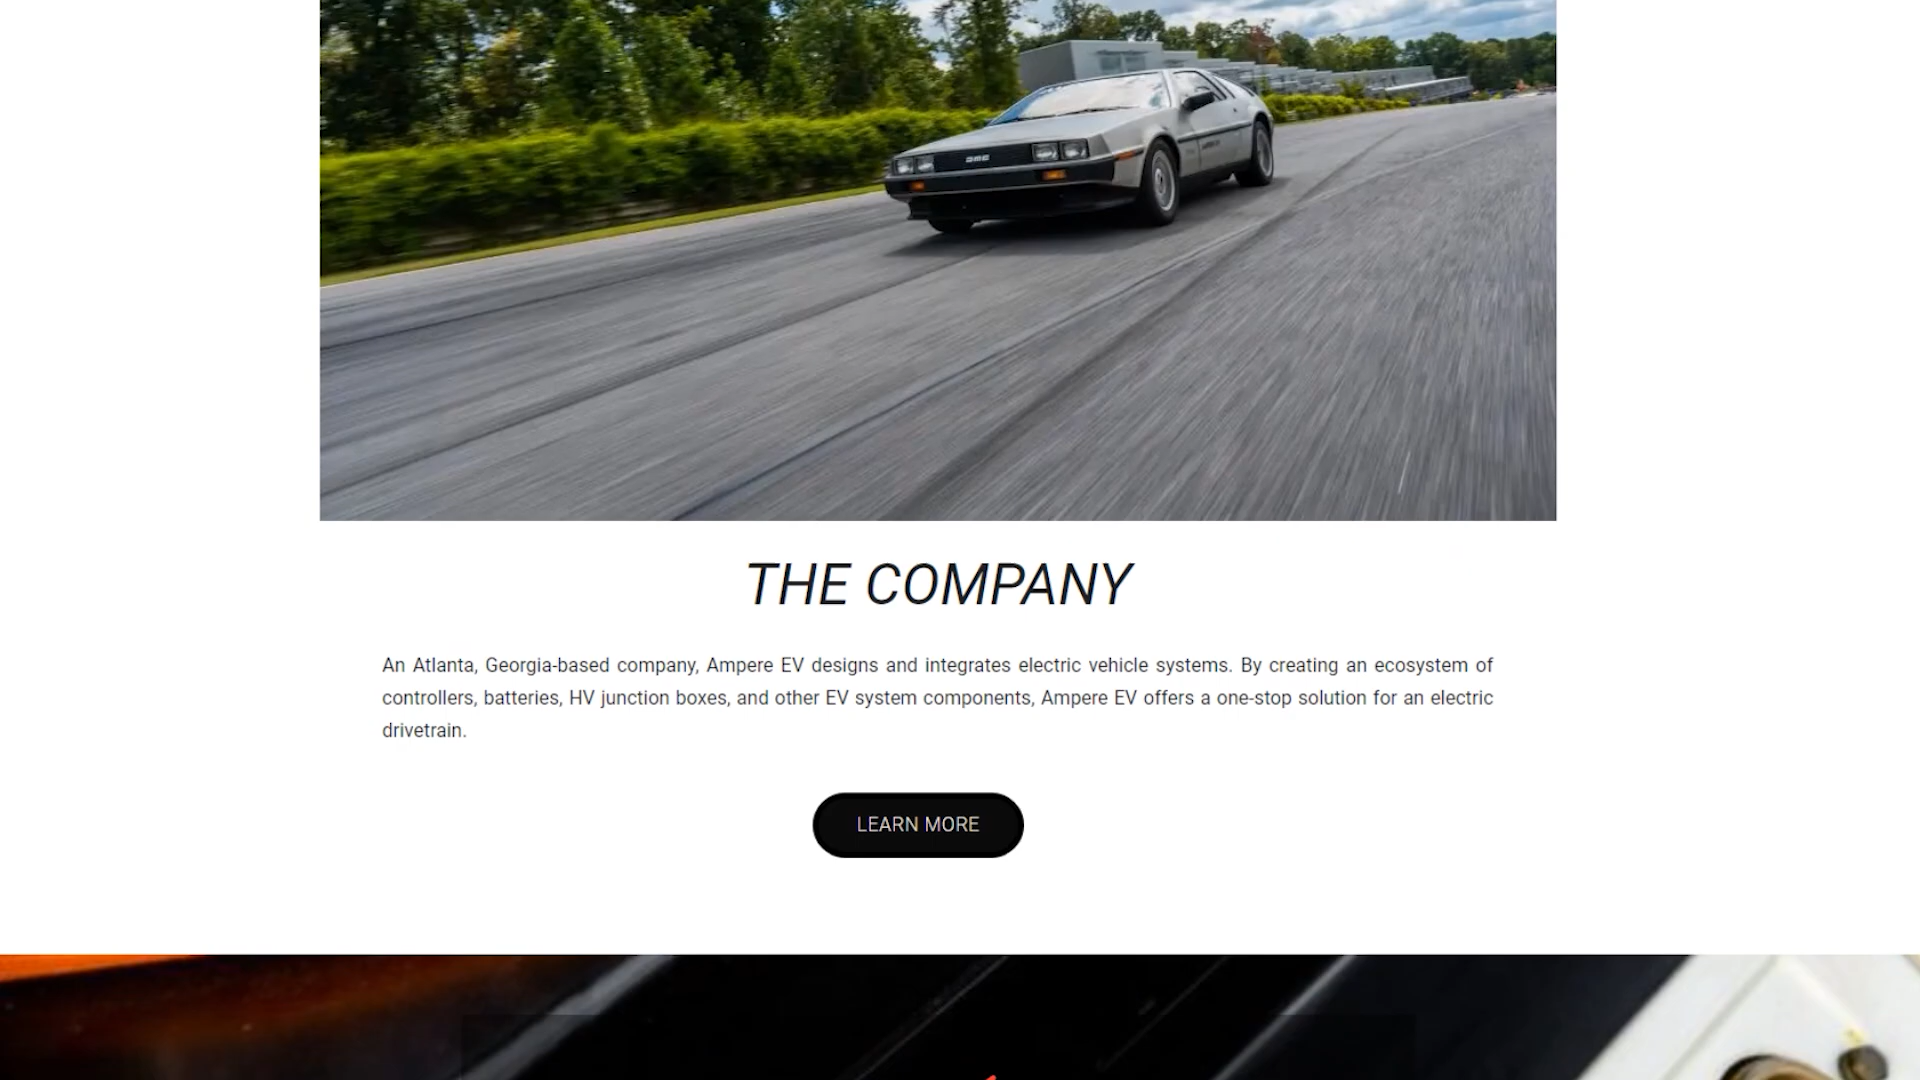 DMC
THE COMPANY
An Atlanta, Georgia-based company, Ampere EV designs and integrates electric vehicle systems. By creating an ecosystem of
controllers, batteries, HV junction boxes, and other EV system components, Ampere EV offers a one-stop solution for an electric
drivetrain.
LEARN MORE